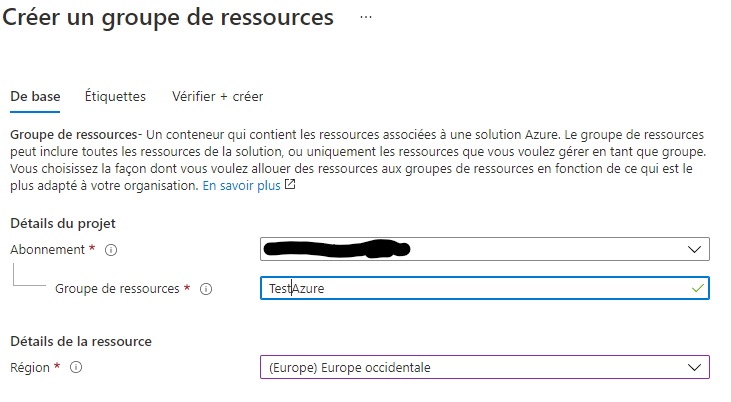 Créer un groupe de ressources ...
De base Étiquettes Vérifier + créer
Groupe de ressources- Un conteneur qui contient les ressources associées à une solution Azure. Le groupe de ressources
peut inclure toutes les ressources de la solution, ou uniquement les ressources que vous voulez gérer en tant que groupe.
Vous choisissez la façon dont vous voulez allouer des ressources aux groupes de ressources en fonction de ce qui est le
plus adapté à votre organisation. En savoir plus
Détails du projet
Abonnement *
Groupe de ressources * TestAzure
Détails de la ressource
Région * (Europe) Europe occidentale